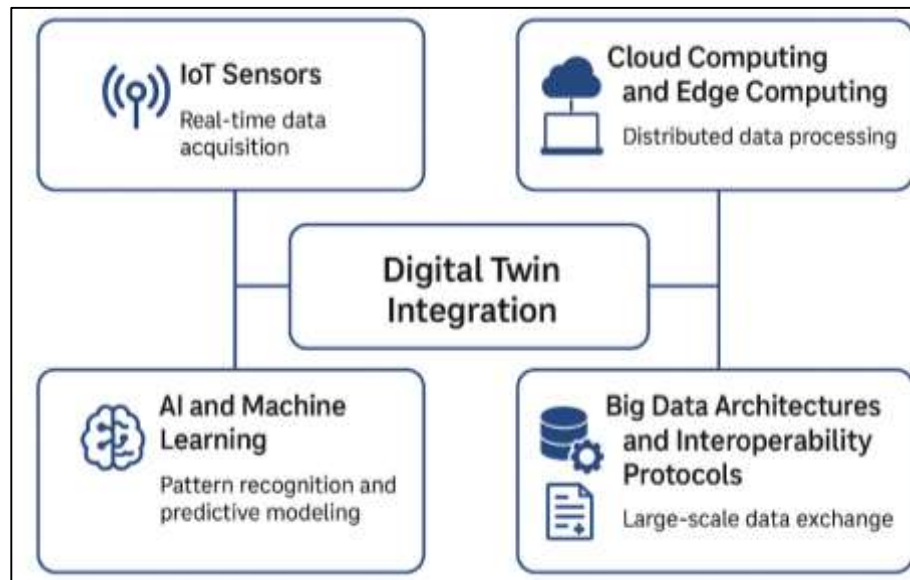 IoT Sensors
Real-time data
acquisition
Cloud Computing
and Edge Computing
Distributed data processing
Digital Twin
Integration
AI and Machine
Learning
Pattern recognition and
predictive modeling
Big Data Architectures
and Interoperability
Protocols
Large-scale data exchange